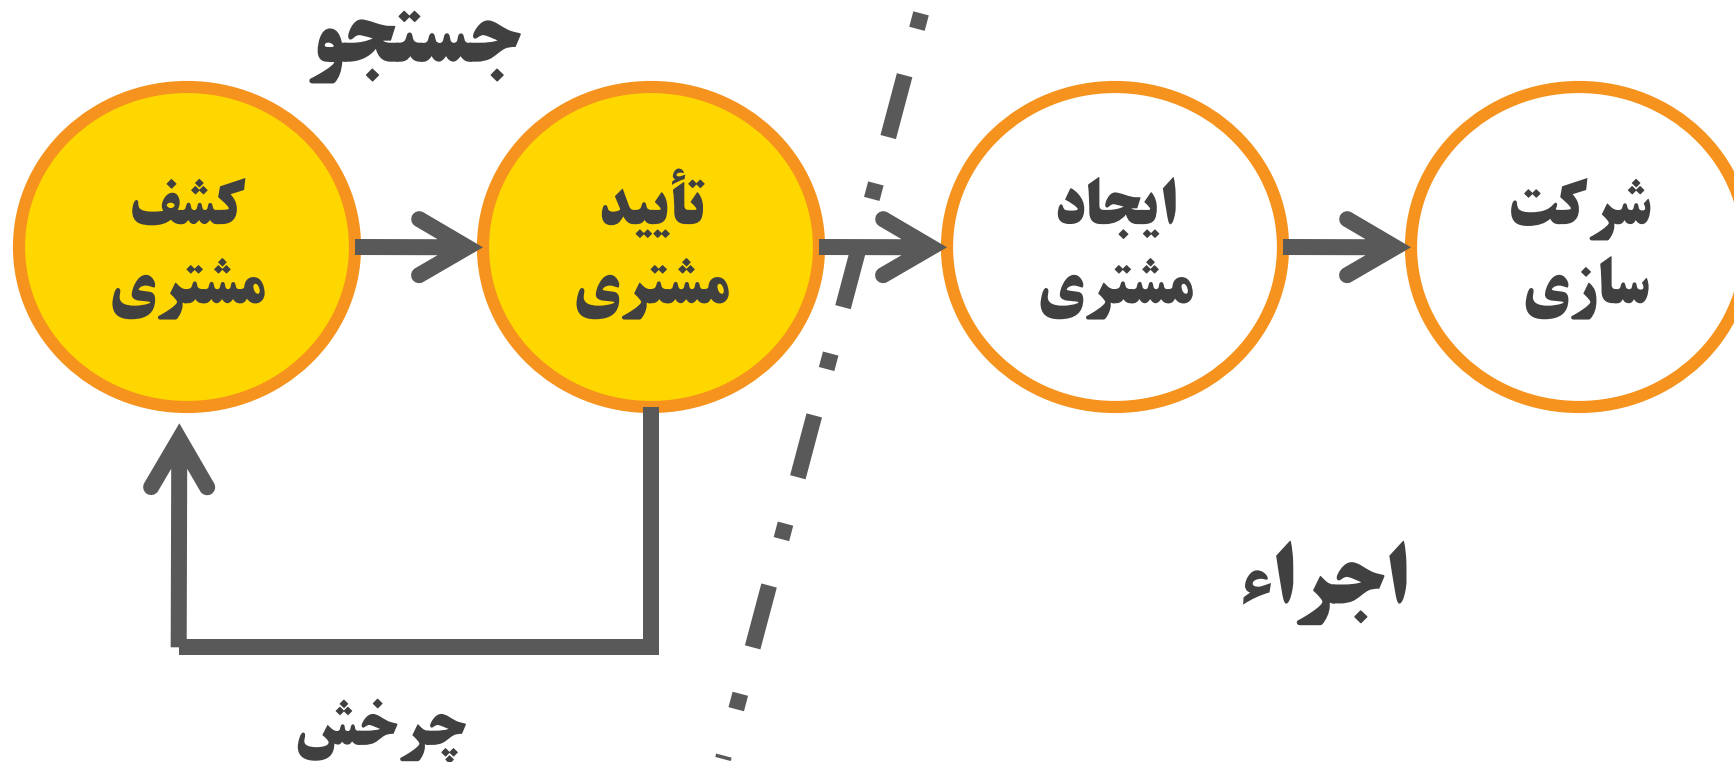 جستجو
کشف
مشتری
تأیید
مشتری
ایجاد
مشتری
شرکت
سازی
اجراء
چرخش